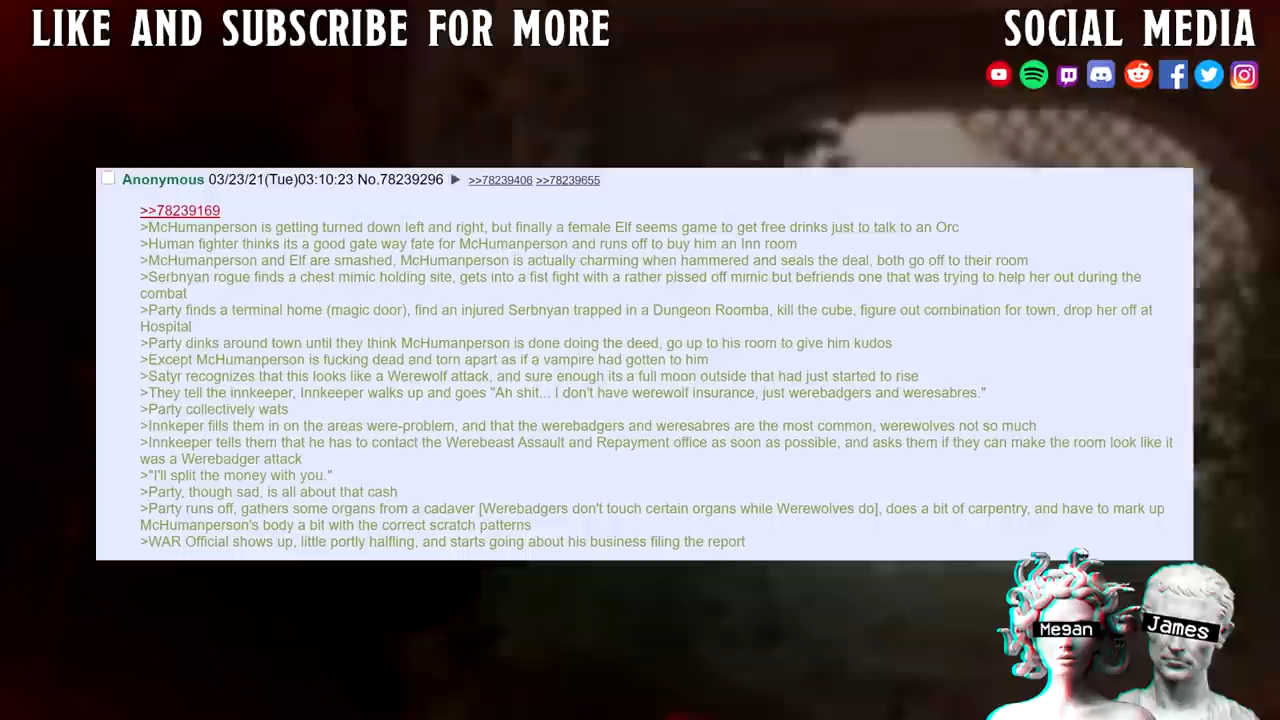 LIKE AND SUBSCRIBE FOR MORE
SOCIAL MEDIA
Anonymous 03/23/21(Tue)03:10:23 No.78239296 ▶ >>78239406 >>78239655
>>78239169
>McHumanperson is getting turned down left and right, but finally a female Elf seems game to get free drinks just to talk to an Orc
>Human fighter thinks its a good gate way fate for McHumanperson and runs off to buy him an Inn room
>McHumanperson and Elf are smashed, McHumanperson is actually charming when hammered and seals the deal, both go off to their room
>Serbnyan rogue finds a chest mimic holding site, gets into a fist fight with a rather pissed off mimic but befriends one that was trying to help her out during the
combat
>Party finds a terminal home (magic door), find an injured Serbnyan trapped in a Dungeon Roomba, kill the cube, figure out combination for town, drop her off at
Hospital
>Party dinks around town until they think McHumanperson is done doing the deed, go up to his room to give him kudos
>Except McHumanperson is fucking dead and torn apart as if a vampire had gotten to him
>Satyr recognizes that this looks like a Werewolf attack, and sure enough its a full moon outside that had just started to rise
>They tell the innkeeper, Innkeeper walks up and goes "Ah shit... I don't have werewolf insurance, just werebadgers and weresabres."
>Party collectively wats
>Innkeper fills them in on the areas were-problem, and that the werebadgers and weresabres are the most common, werewolves not so much
>Innkeeper tells them that he has to contact the Werebeast Assault and Repayment office as soon as possible, and asks them if they can make the room look like it
was a Werebadger attack
>"I'll split the money with you."
>Party, though sad, is all about that cash
>Party runs off, gathers some organs from a cadaver [Werebadgers don't touch certain organs while Werewolves do], does a bit of carpentry, and have to mark up
McHumanperson's body a bit with the correct scratch patterns
>WAR Official shows up, little portly halfling, and starts going about his business filing the report
Megan
James